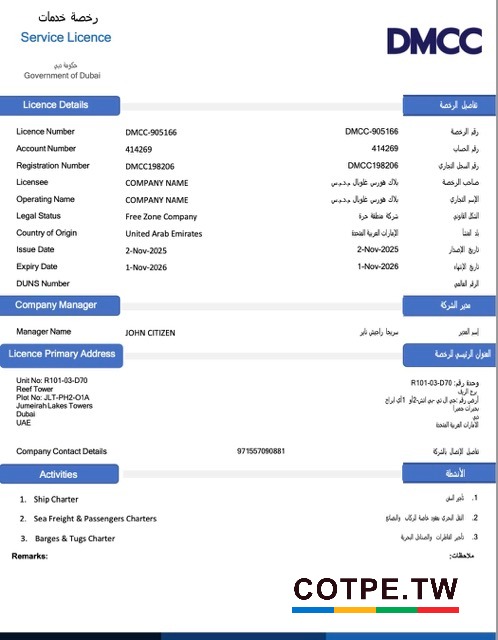 رخصة خدمات
Service Licence
DMCC
حكومة دبي
Government of Dubai
Licence Details تفاصيل الرخصة
Licence Number DMCC-905166 DMCC-905166 رقم الرخصة
Account Number 414269 414269 رقم الحساب
Registration Number DMCC198206 DMCC198206 رقم السجل التجاري
Licensee COMPANY NAME بلاك هورس غلوبال م.د.م.س صاحب الرخصة
Operating Name COMPANY NAME بلاك هورس غلوبال م.د.م.س الإسم التجاري
Legal Status Free Zone Company شركة منطقة حرة الشكل القانوني
Country of Origin United Arab Emirates الإمارات العربية المتحدة بلد المنشأ
Issue Date 2-Nov-2025 2-Nov-2025 تاريخ الإصدار
Expiry Date 1-Nov-2026 1-Nov-2026 تاريخ الإنتهاء
DUNS Number الرقم العالمي
Company Manager مدير الشركة
Manager Name JOHN CITIZEN إسم المدير
Licence Primary Address العنوان الرئيسي للرخصة
Unit No: R101-03-D70 وحدة رقم: R101-03-D70
Reef Tower برج الريف
Plot No: JLT-PH2-O1A
Jumeirah Lakes Towers بحيرات جميرا
Dubai دبي
UAE الامارات العربية المتحدة
Company Contact Details 971557090881 تفاصيل الإتصال بالشركة
Activities الأنشطة
1. Ship Charter تأجير السفن .1
2. Sea Freight & Passengers Charters النقل البحري بعقود خاصة للركاب والبضائع .2
3. Barges & Tugs Charter تأجير القاطرات والصنادل البحرية .3
Remarks: ملاحظات:
COTPE.TW